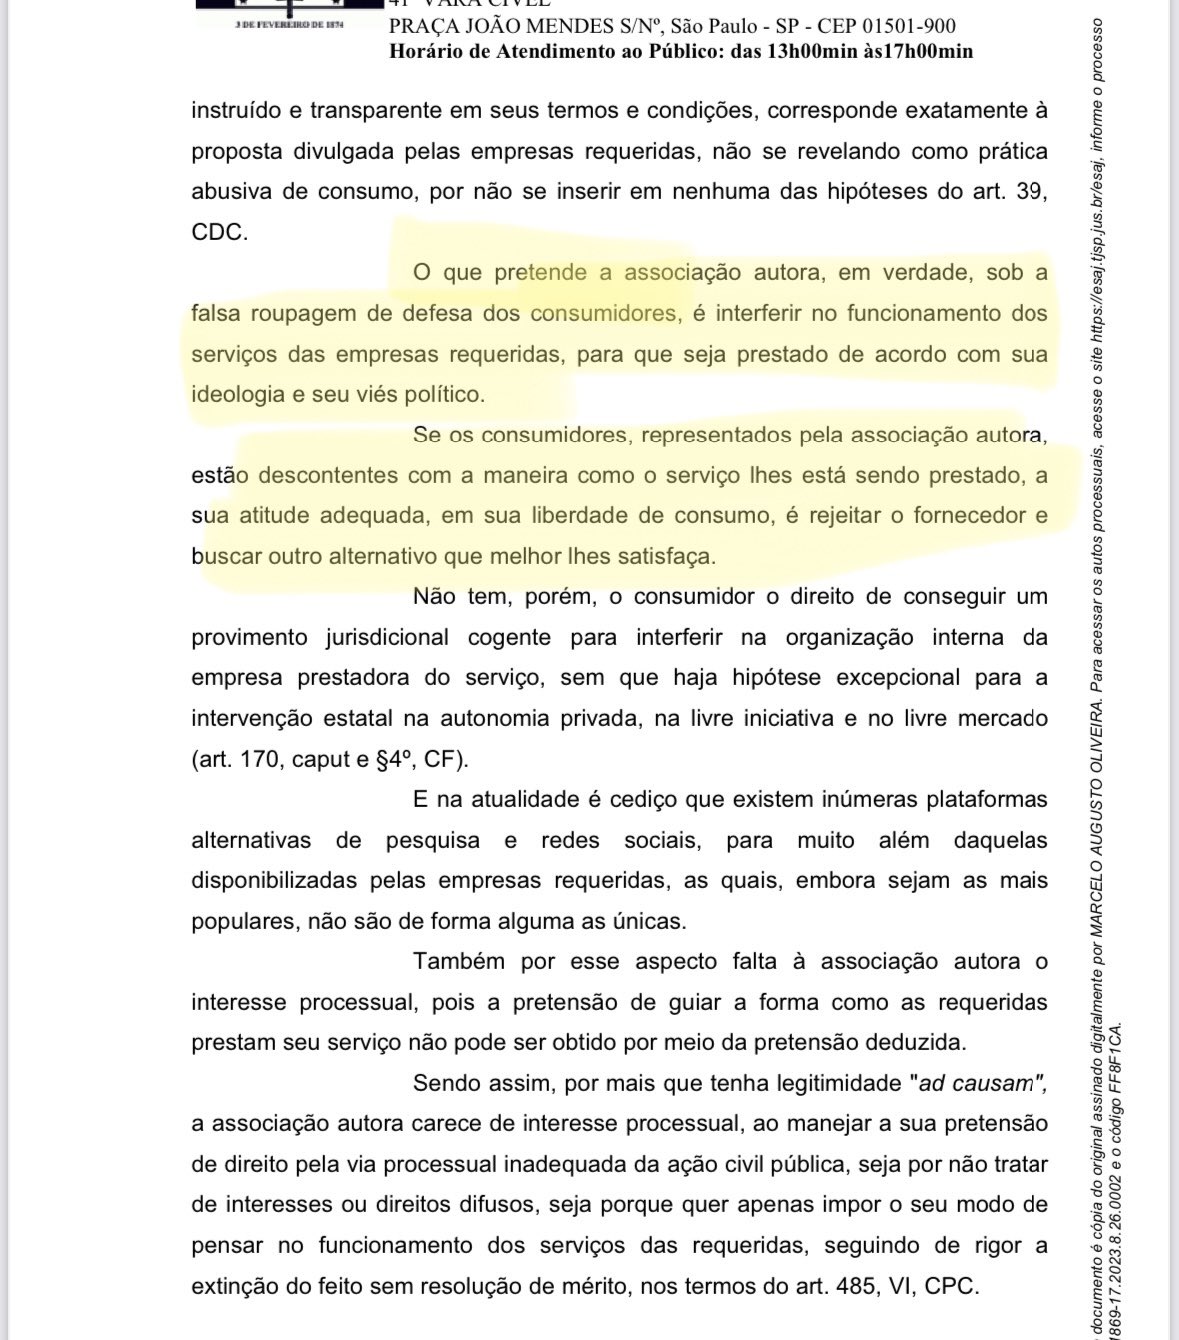 3 DE FEVEREIRO DE 1874
41ª VARA CÍVEL
PRAÇA JOÃO MENDES S/Nº, São Paulo - SP - CEP 01501-900
Horário de Atendimento ao Público: das 13h00min às17h00min
instruído e transparente em seus termos e condições, corresponde exatamente à
proposta divulgada pelas empresas requeridas, não se revelando como prática
abusiva de consumo, por não se inserir em nenhuma das hipóteses do art. 39,
CDC.
O que pretende a associação autora, em verdade, sob a
falsa roupagem de defesa dos consumidores, é interferir no funcionamento dos
serviços das empresas requeridas, para que seja prestado de acordo com sua
ideologia e seu viés político.
Se os consumidores, representados pela associação autora,
estão descontentes com a maneira como o serviço lhes está sendo prestado, a
sua atitude adequada, em sua liberdade de consumo, é rejeitar o fornecedor e
buscar outro alternativo que melhor lhes satisfaça.
Não tem, porém, o consumidor o direito de conseguir um
provimento jurisdicional cogente para interferir na organização interna da
empresa prestadora do serviço, sem que haja hipótese excepcional para a
intervenção estatal na autonomia privada, na livre iniciativa e no livre mercado
(art. 170, caput e §4º, CF).
E na atualidade é cediço que existem inúmeras plataformas
alternativas de pesquisa e redes sociais, para muito além daquelas
disponibilizadas pelas empresas requeridas, as quais, embora sejam as mais
populares, não são de forma alguma as únicas.
Também por esse aspecto falta à associação autora o
interesse processual, pois a pretensão de guiar a forma como as requeridas
prestam seu serviço não pode ser obtido por meio da pretensão deduzida.
Sendo assim, por mais que tenha legitimidade "ad causam",
a associação autora carece de interesse processual, ao manejar a sua pretensão
de direito pela via processual inadequada da ação civil pública, seja por não tratar
de interesses ou direitos difusos, seja porque quer apenas impor o seu modo de
pensar no funcionamento dos serviços das requeridas, seguindo de rigor a
extinção do feito sem resolução de mérito, nos termos do art. 485, VI, CPC.
documento é cópia do original assinado digitalmente por MARCELO AUGUSTO OLIVEIRA. Para acessar os autos processuais, acesse o site https://esaj.tjsp.jus.br/esaj, informe o processo
1869-17.2023.8.26.0002 e o código FF8F1CA.